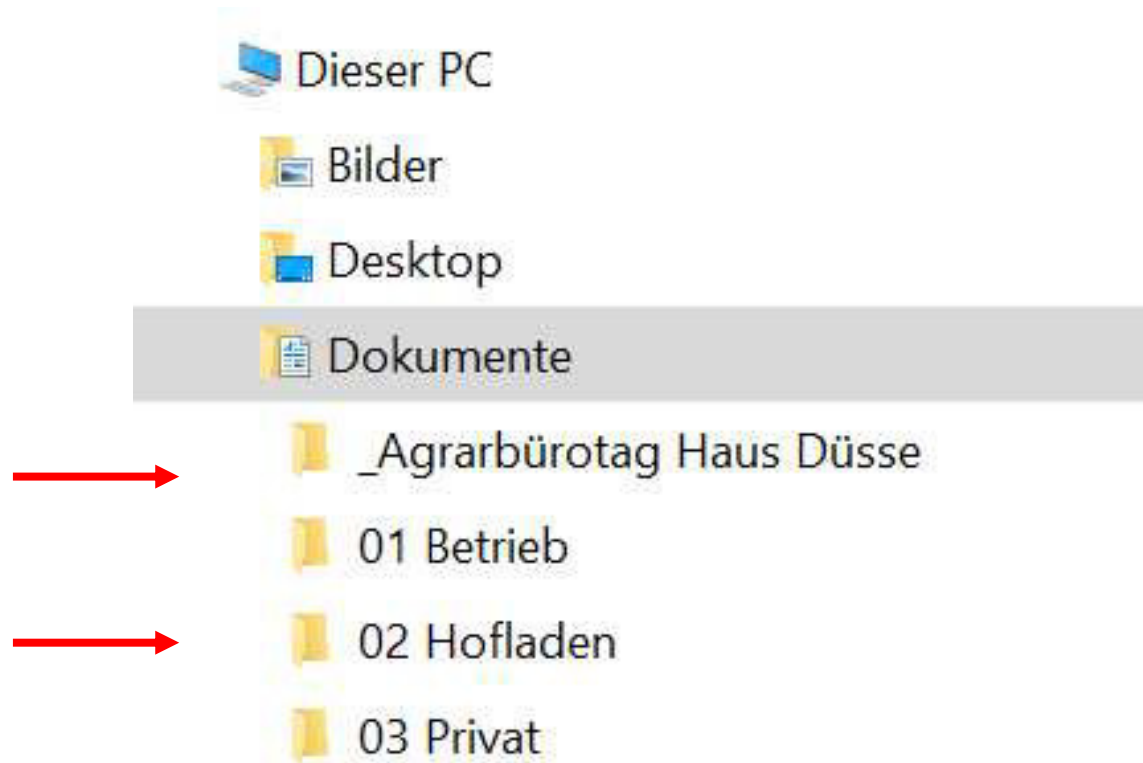 Dieser PC
Bilder
Desktop
Dokumente
_Agrarbürotag Haus Düsse
01 Betrieb
02 Hofladen
03 Privat